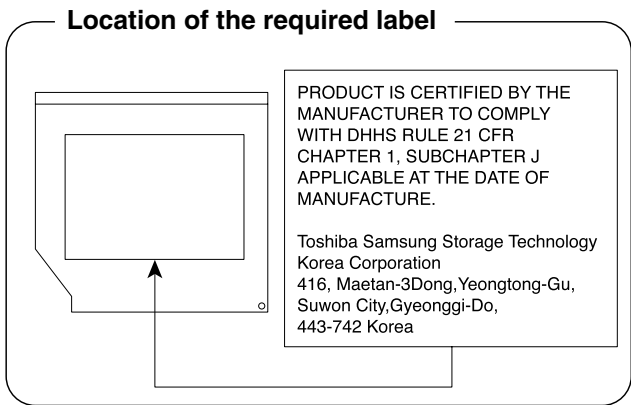 Location of the required label
PRODUCT IS CERTIFIED BY THE
MANUFACTURER TO COMPLY
WITH DHHS RULE 21 CFR
CHAPTER 1, SUBCHAPTER J
APPLICABLE AT THE DATE OF
MANUFACTURE.
Toshiba Samsung Storage Technology
Korea Corporation
416, Maetan-3Dong,Yeongtong-Gu,
Suwon City,Gyeonggi-Do,
443-742 Korea